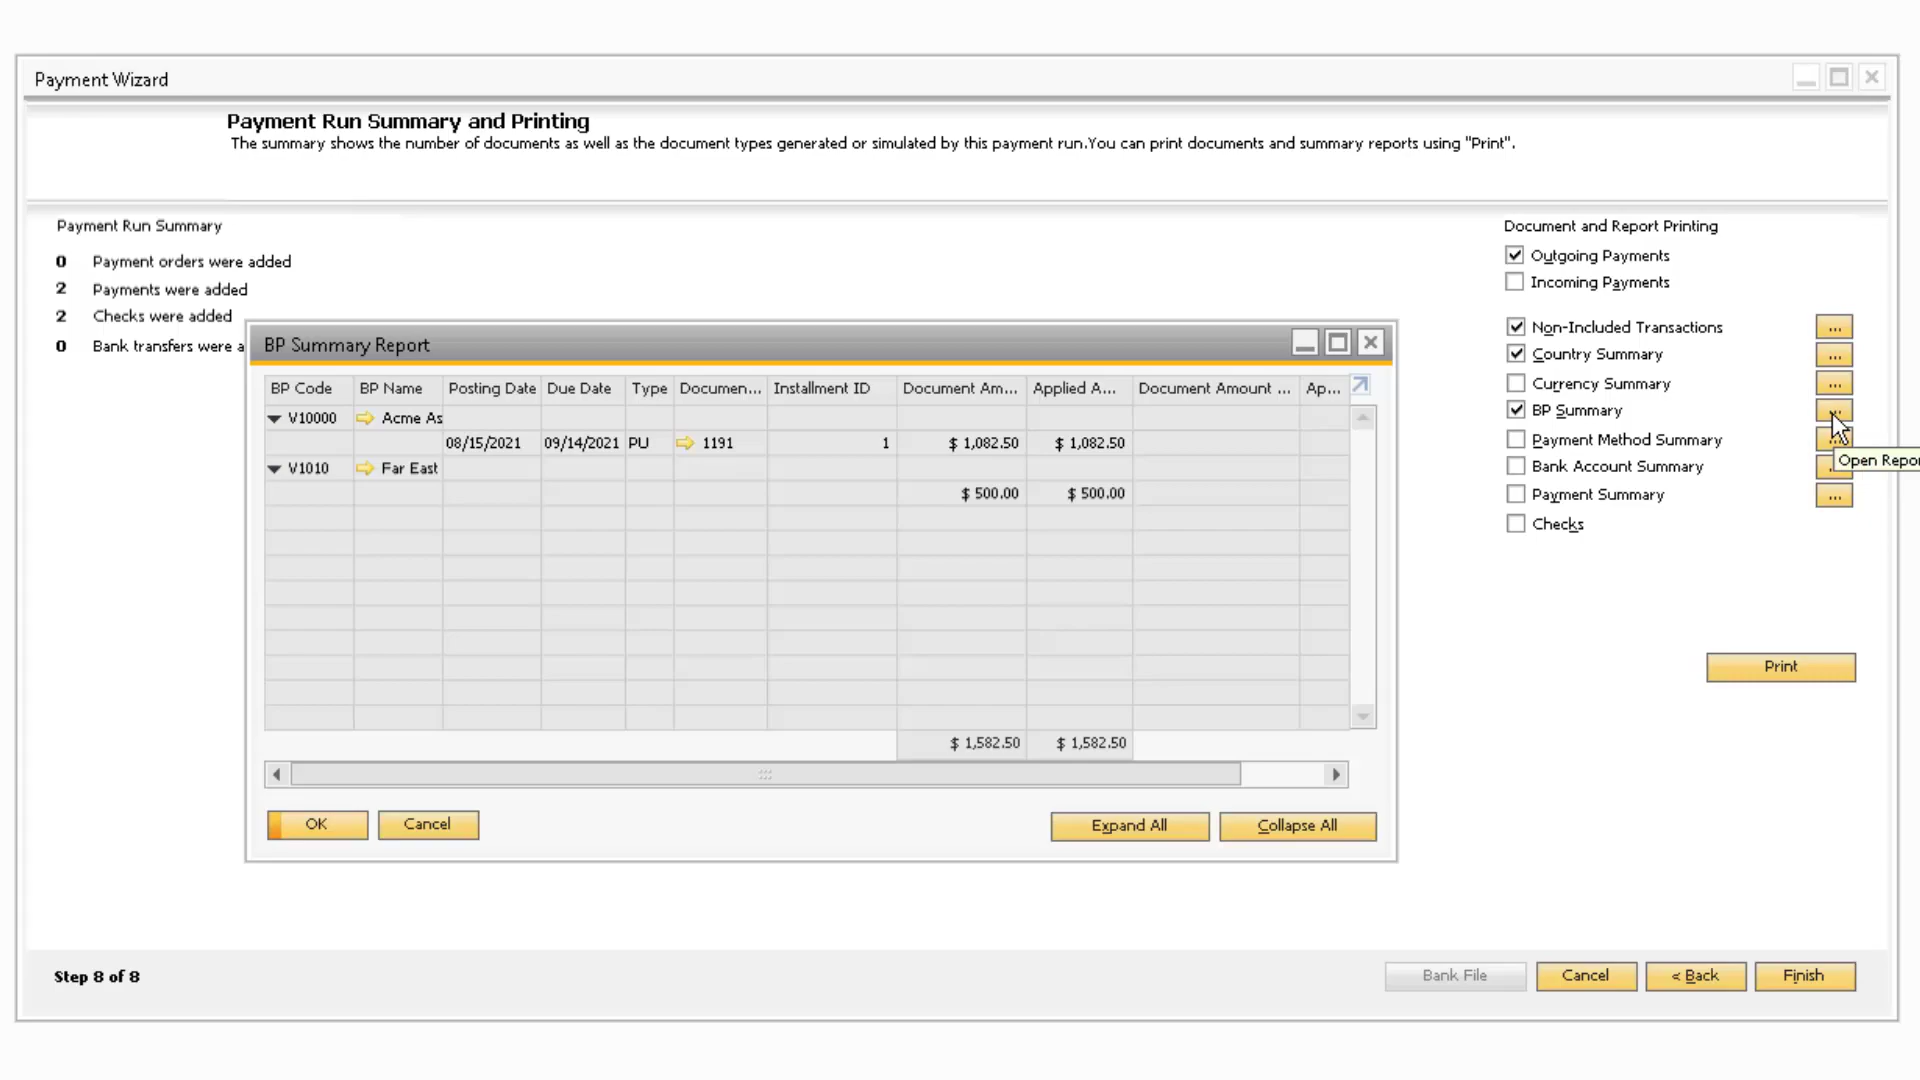 Payment Wizard
Payment Run Summary and Printing
The summary shows the number of documents as well as the document types generated or simulated by this payment run.You can print documents and summary reports using "Print".
Payment Run Summary
0 Payment orders were added
2 Payments were added
2 Checks were added
0 Bank transfers were a
BP Summary Report
BP Code BP Name Posting Date Due Date Type Documen... Installment ID Document Am... Applied A... Document Amount ... Ap...
V10000 Acme As
08/15/2021 09/14/2021 PU 1191 1 $ 1,082.50 $ 1,082.50
V1010 Far East
$ 500.00 $ 500.00
$ 1,582.50 $ 1,582.50
OK Cancel Expand All Collapse All
Document and Report Printing
Outgoing Payments
Incoming Payments
Non-Included Transactions ...
Country Summary ...
Currency Summary ...
BP Summary ...
Payment Method Summary
Open Repor
Bank Account Summary
Payment Summary ...
Checks
Print
Step 8 of 8
Bank File Cancel < Back Finish